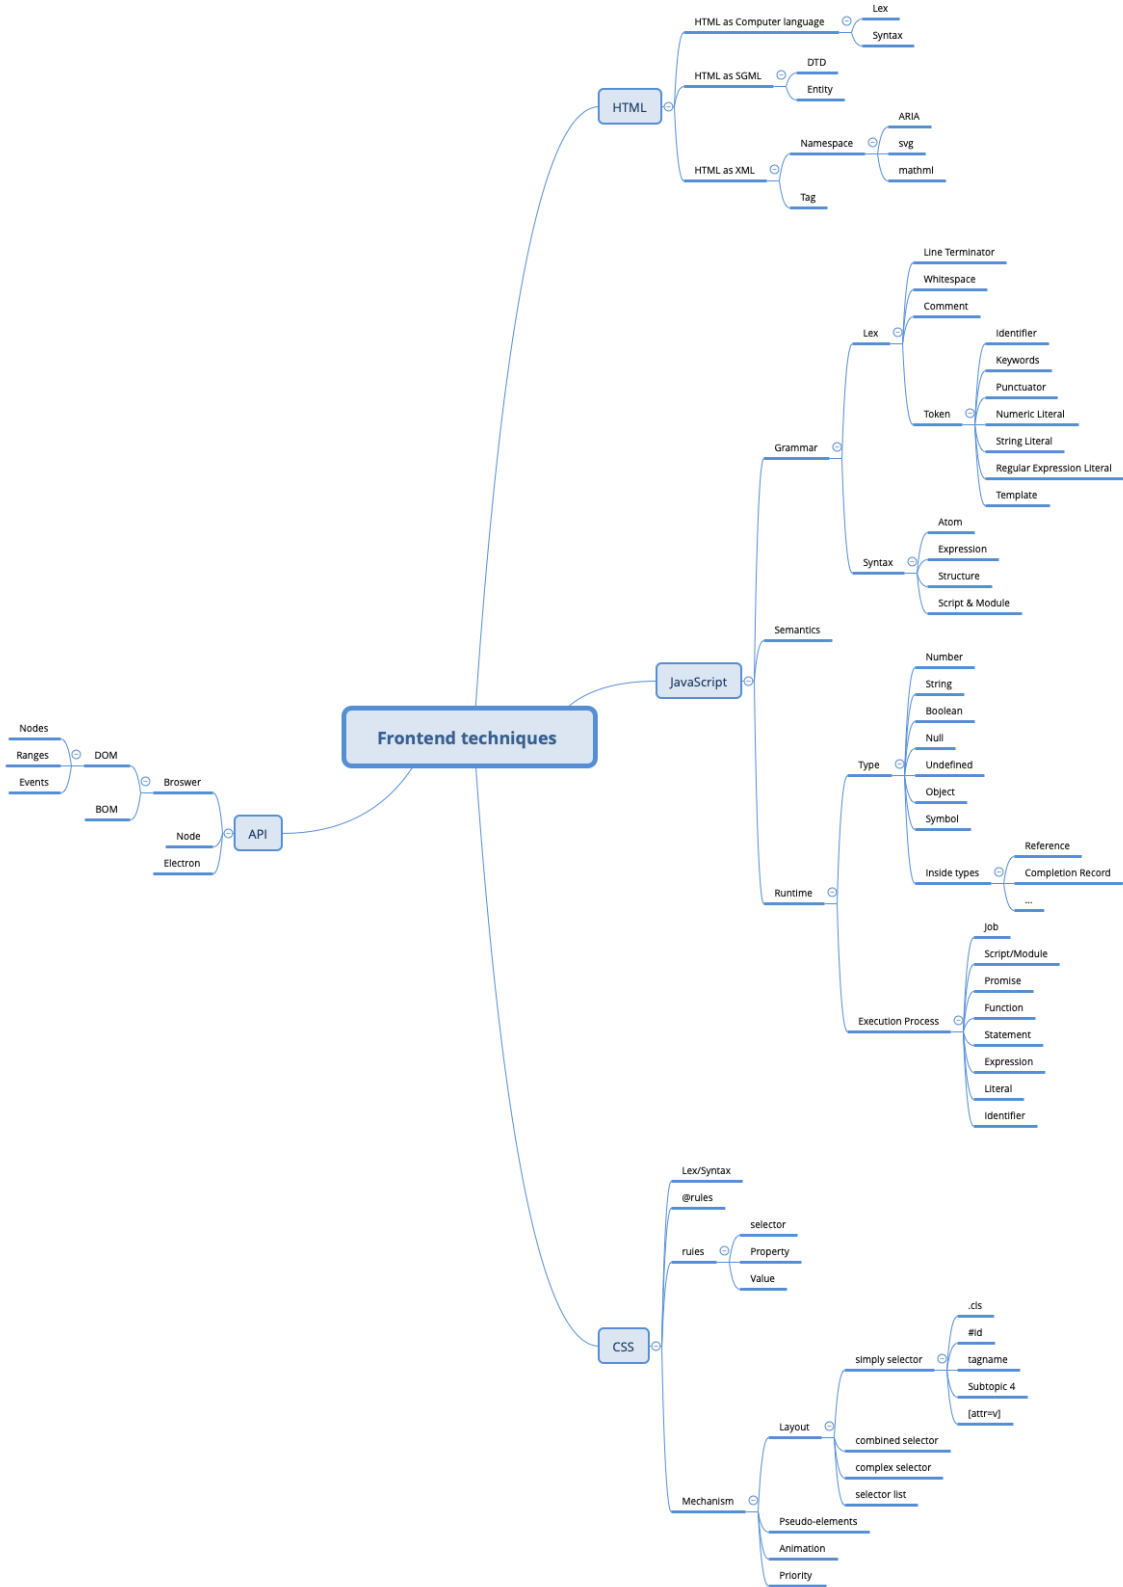 Frontend techniques
HTML
HTML as Computer language
Lex
Syntax
HTML as SGML
DTD
Entity
HTML as XML
Namespace
ARIA
svg
mathml
Tag
JavaScript
Grammar
Lex
Line Terminator
Whitespace
Comment
Token
Identifier
Keywords
Punctuator
Numeric Literal
String Literal
Regular Expression Literal
Template
Syntax
Atom
Expression
Structure
Script & Module
Semantics
Runtime
Type
Number
String
Boolean
Null
Undefined
Object
Symbol
Inside types
Reference
Completion Record
...
Execution Process
Job
Script/Module
Promise
Function
Statement
Expression
Literal
Identifier
API
Broswer
DOM
Nodes
Ranges
Events
BOM
Node
Electron
CSS
Lex/Syntax
@rules
ruies
selector
Property
Value
Mechanism
Layout
simply selector
.cls
#id
tagname
Subtopic 4
[attr=v]
combined selector
complex selector
selector list
Pseudo-elements
Animation
Priority